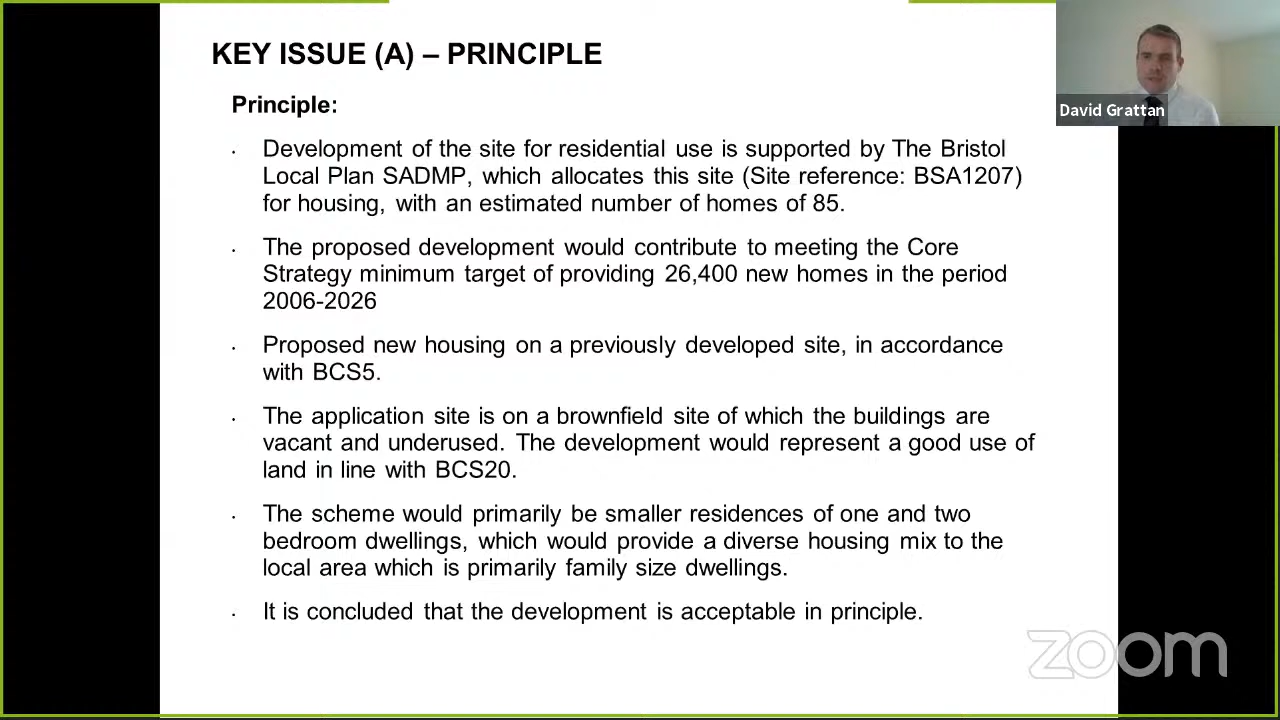 KEY ISSUE (A) – PRINCIPLE
David Grattan
Principle:
· Development of the site for residential use is supported by The Bristol
Local Plan SADMP, which allocates this site (Site reference: BSA1207)
for housing, with an estimated number of homes of 85.
· The proposed development would contribute to meeting the Core
Strategy minimum target of providing 26,400 new homes in the period
2006-2026
· Proposed new housing on a previously developed site, in accordance
with BCS5.
· The application site is on a brownfield site of which the buildings are
vacant and underused. The development would represent a good use of
land in line with BCS20.
· The scheme would primarily be smaller residences of one and two
bedroom dwellings, which would provide a diverse housing mix to the
local area which is primarily family size dwellings.
· It is concluded that the development is acceptable in principle.
zoom